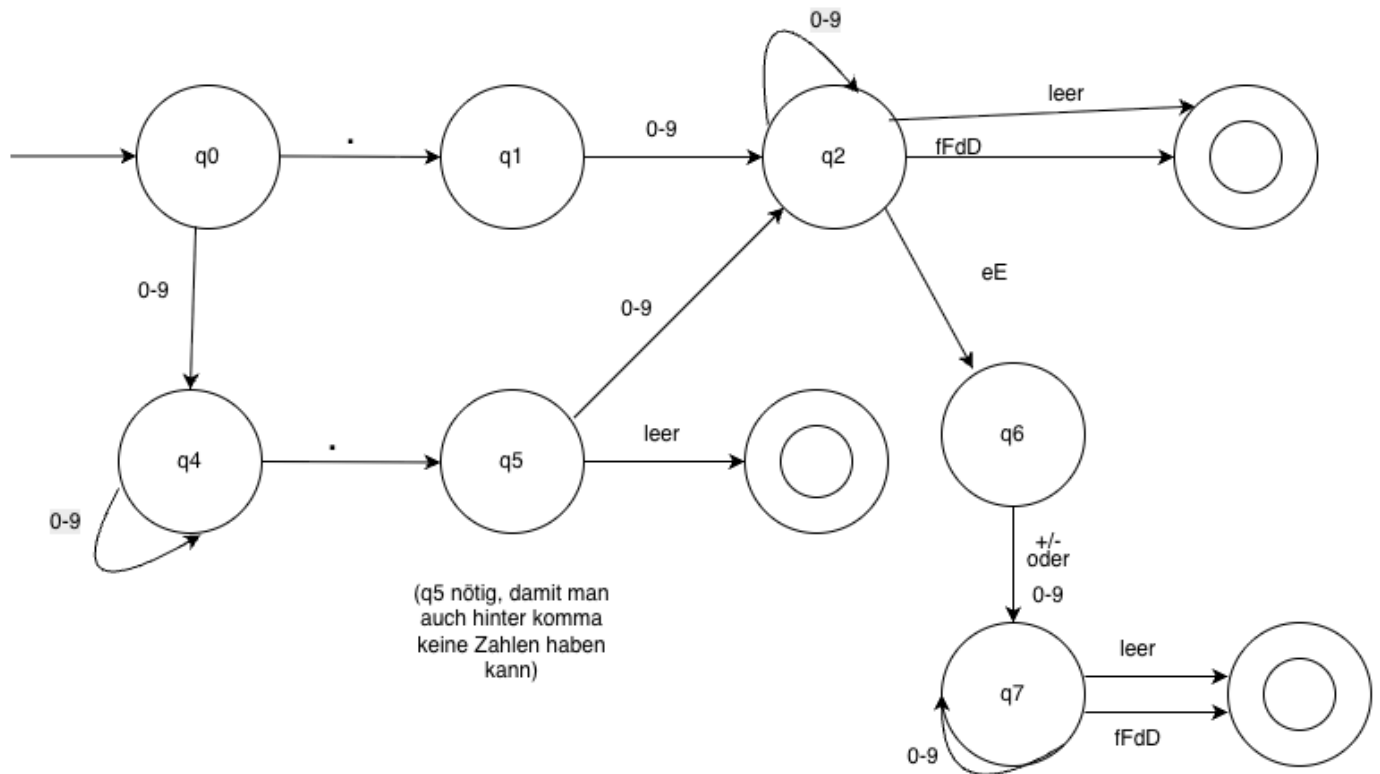 0-9
leer
.
0-9
q0
q1
q2
fFdD
eE
0-9
0-9
q6
.
leer
q4
q5
0-9
+/-
oder
0-9
(q5 nötig, damit man
auch hinter komma
keine Zahlen haben
kann)
leer
q7
fFdD
0-9